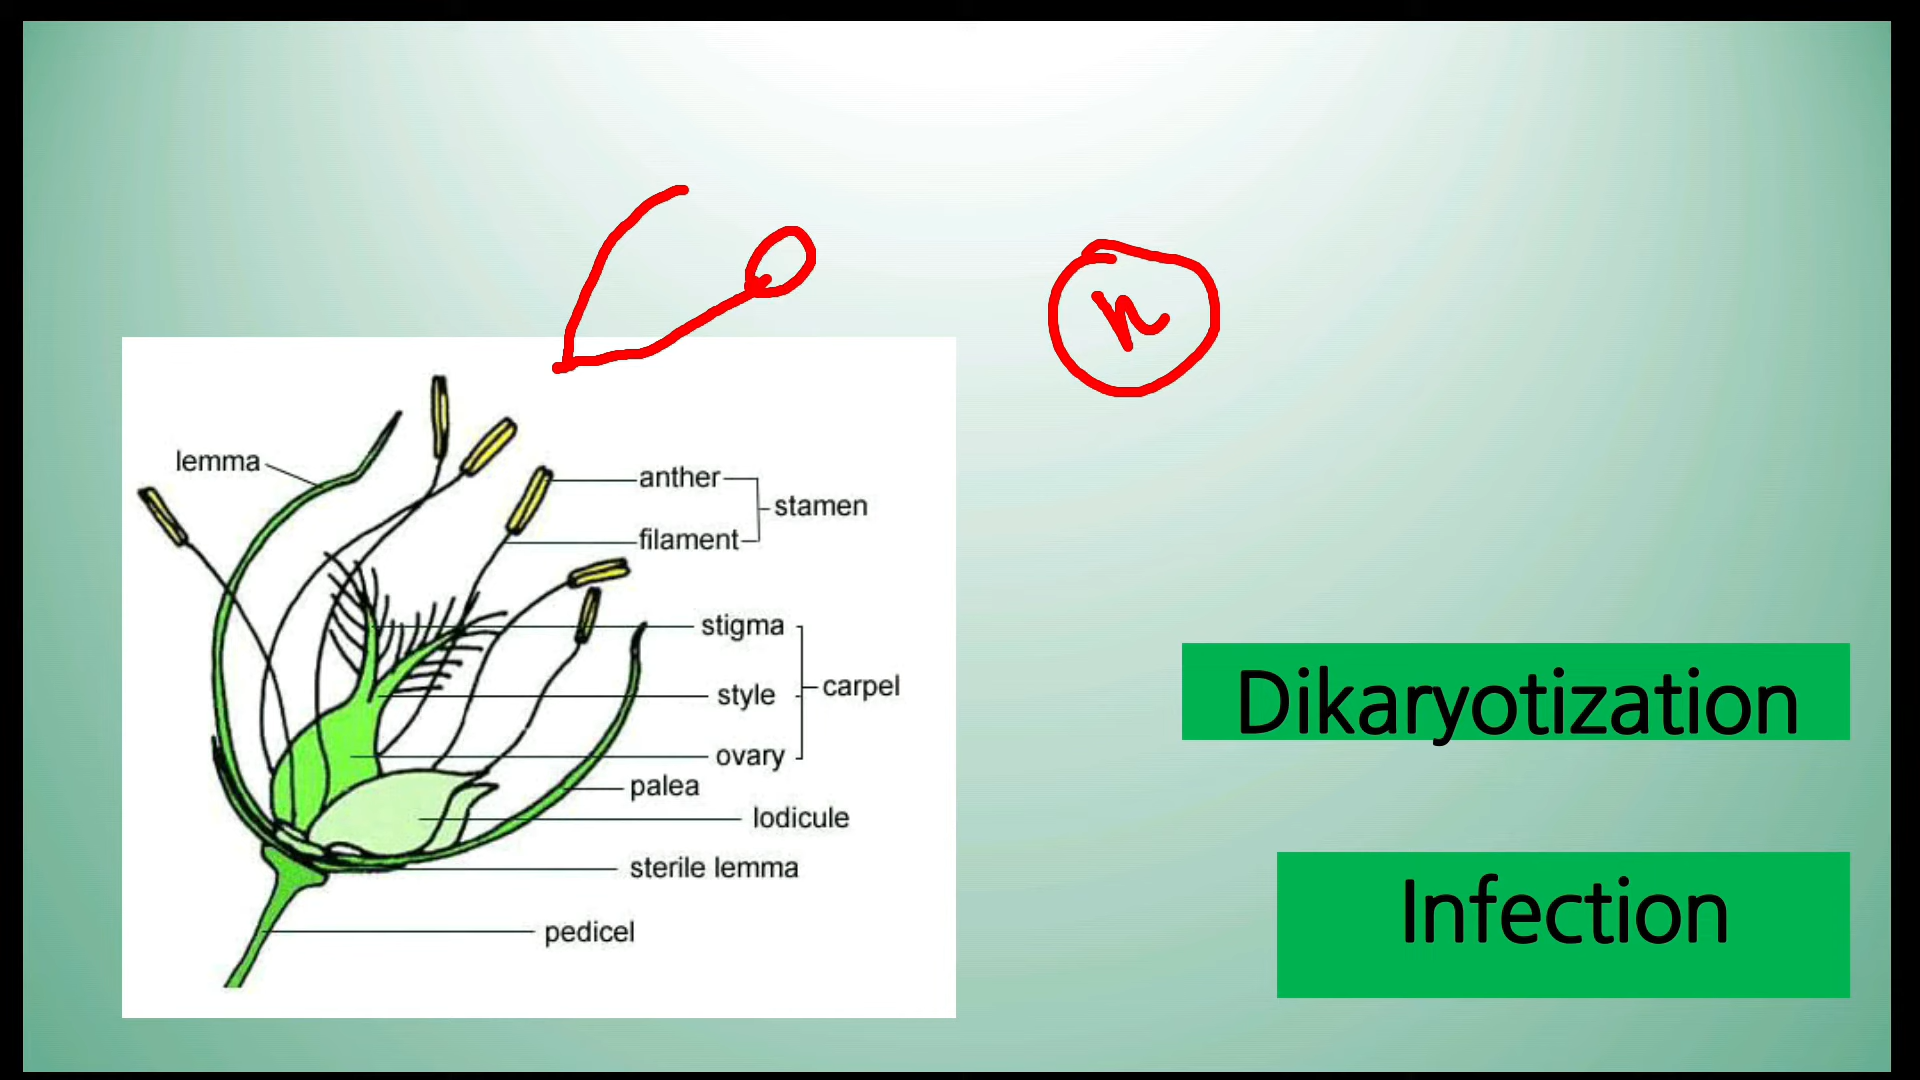 n
lemma
anther
stamen
filament
stigma
style
carpel
ovary
palea
lodicule
sterile lemma
pedicel
Dikaryotization
Infection